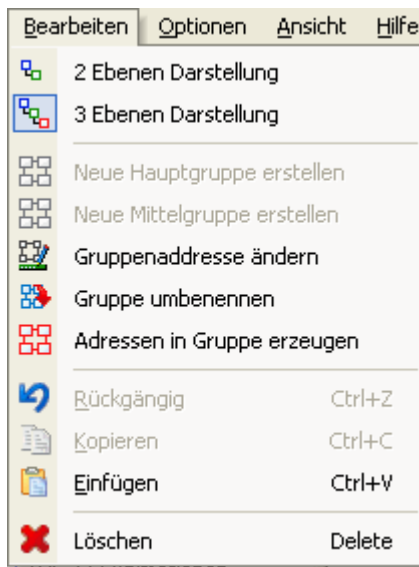 Bearbeiten Optionen Ansicht Hilfe
2 Ebenen Darstellung
3 Ebenen Darstellung
Neue Hauptgruppe erstellen
Neue Mittelgruppe erstellen
Gruppenaddresse ändern
Gruppe umbenennen
Adressen in Gruppe erzeugen
Rückgängig Ctrl+Z
Kopieren Ctrl+C
Einfügen Ctrl+V
Löschen Delete